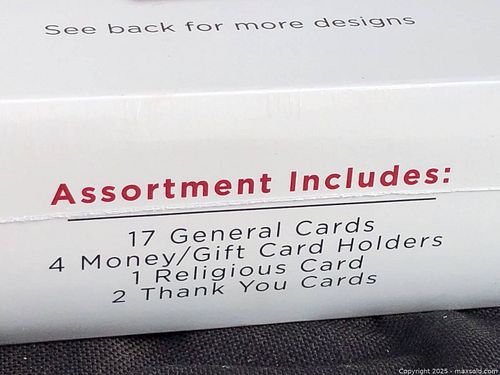 See back for more designs
Assortment Includes:
17 General Cards
4 Money/Gift Card Holders
1 Religious Card
2 Thank You Cards
Copyright 2025 - maxsold.com